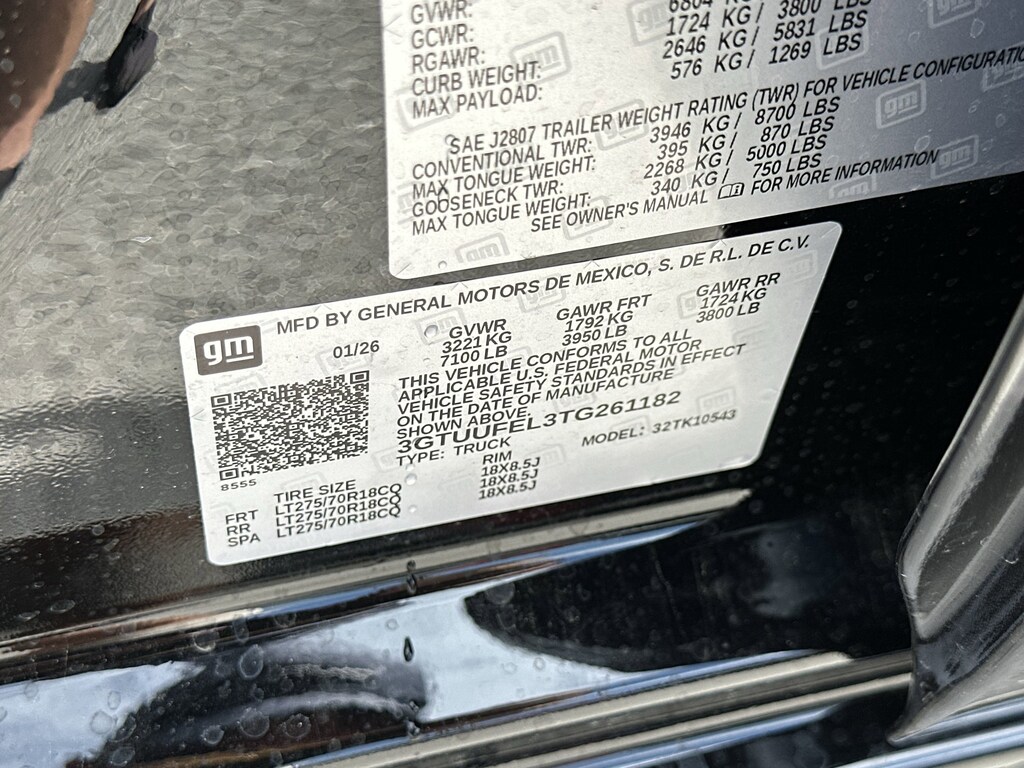 GVWR:
GCWR: 6804 KG
RGAWR: 1724 KG / 3800 LBS
CURB WEIGHT: 2646 KG / 5831 LBS
MAX PAYLOAD: 576 KG / 1269 LBS
SAE J2807 TRAILER WEIGHT RATING (TWR) FOR VEHICLE
CONVENTIONAL TWR: 3946 KG / 8700 LBS
MAX TONGUE WEIGHT: 395 KG / 870 LBS
GOOSENECK TWR: 2268 KG / 5000 LBS
MAX TONGUE WEIGHT: 340 KG / 750 LBS
SEE OWNER'S MANUAL FOR MORE INFORMATION
gm
MFD BY GENERAL MOTORS DE MEXICO, S. DE R.L. DE C.V.
01/26
GVWR GAWR FRT GAWR RR
3221 KG 1792 KG 1724 KG
7100 LB 3950 LB 3800 LB
THIS VEHICLE CONFORMS TO ALL
APPLICABLE U.S. FEDERAL MOTOR
VEHICLE SAFETY STANDARDS IN EFFECT
ON THE DATE OF MANUFACTURE
SHOWN ABOVE.
3GTUUFEL3TG261182
TYPE: TRUCK MODEL: 32TK10543
8555
TIRE SIZE RIM
FRT LT275/70R18CQ 18X8.5J
RR LT275/70R18CQ 18X8.5J
SPA LT275/70R18CQ 18X8.5J